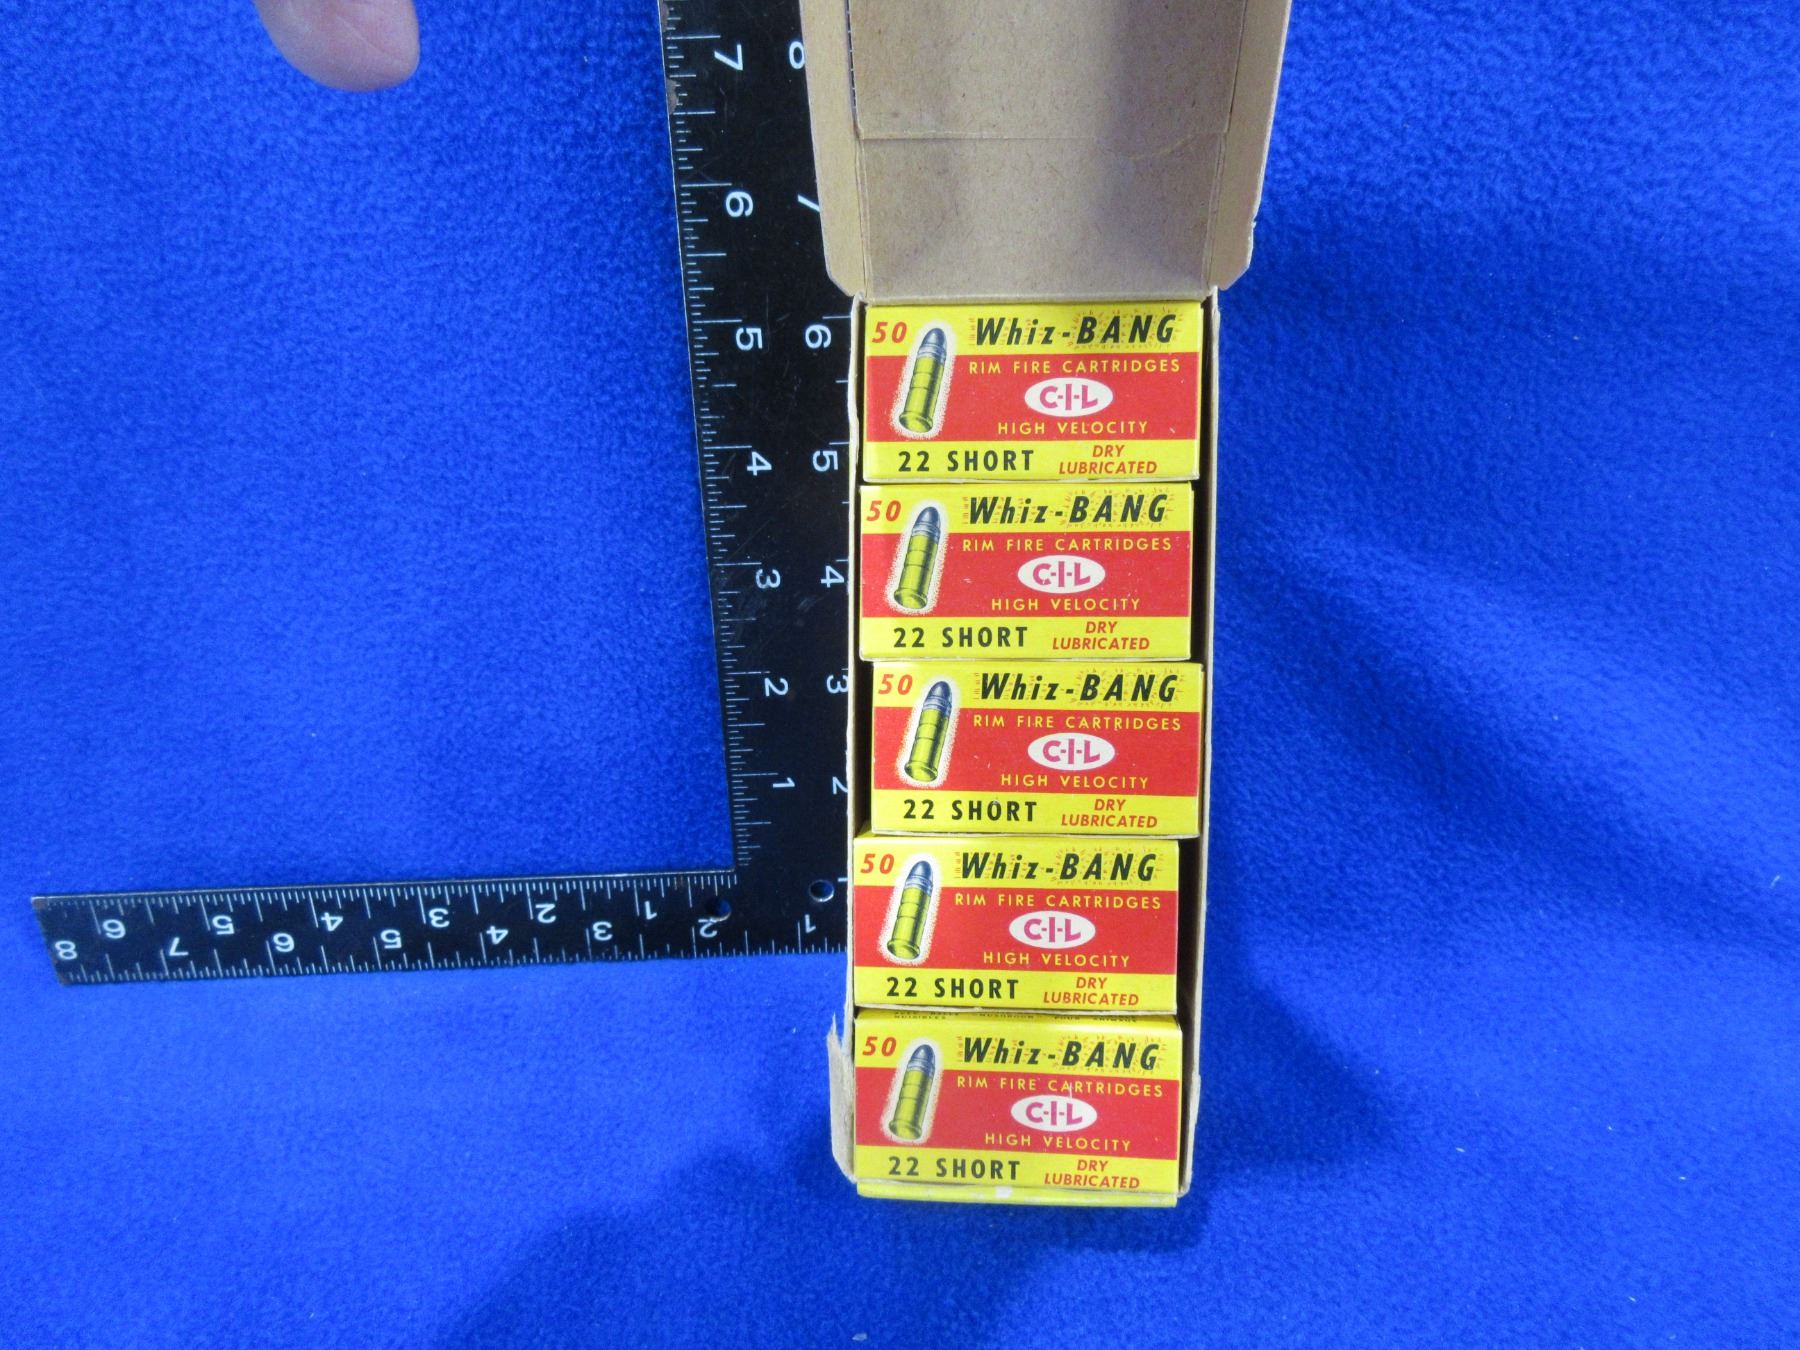 7 8
6 7
5 6
4 5
3 4
2 3
1 2
50 Whiz-BANG
RIM FIRE CARTRIDGES
C-I-L
HIGH VELOCITY
22 SHORT DRY
LUBRICATED
50 Whiz-BANG
RIM FIRE CARTRIDGES
C-I-L
HIGH VELOCITY
22 SHORT DRY
LUBRICATED
50 Whiz-BANG
RIM FIRE CARTRIDGES
C-I-L
HIGH VELOCITY
22 SHORT DRY
LUBRICATED
50 Whiz-BANG
RIM FIRE CARTRIDGES
C-I-L
HIGH VELOCITY
22 SHORT DRY
LUBRICATED
50 Whiz-BANG
RIM FIRE CARTRIDGES
C-I-L
HIGH VELOCITY
22 SHORT DRY
LUBRICATED
6 5 4 3 2 1
8 7 6 5 4 3 2 1